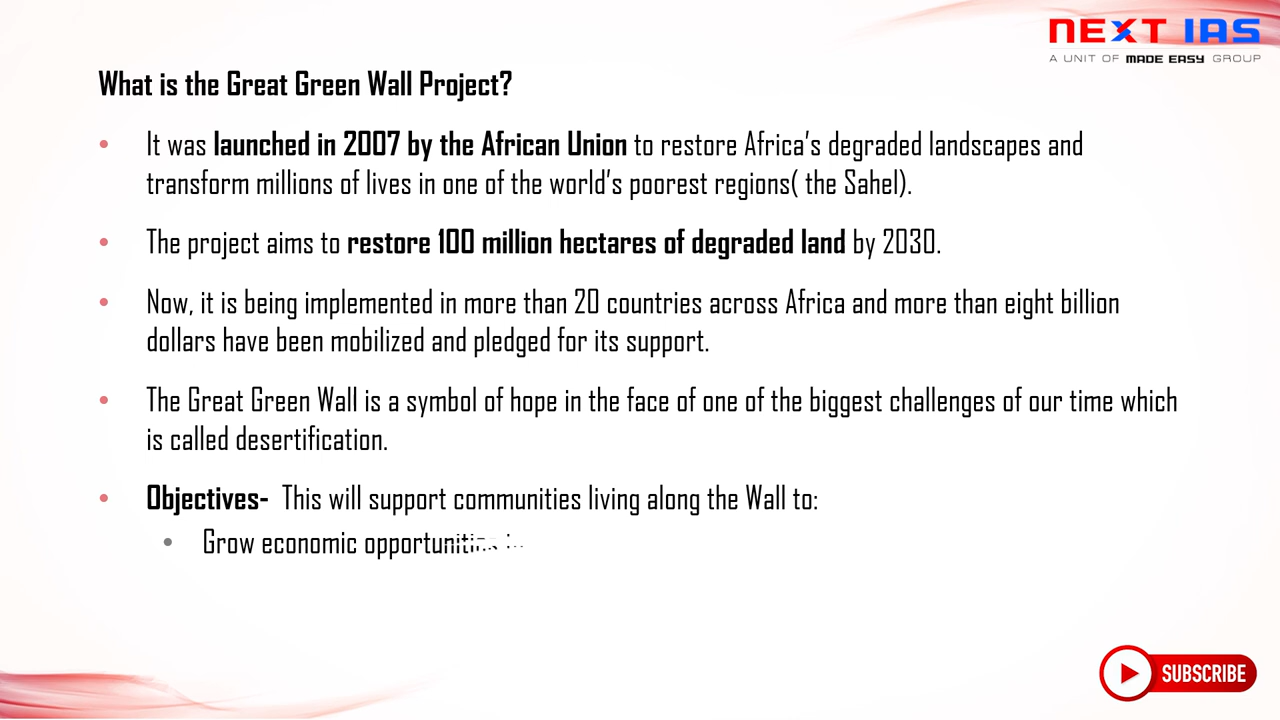 NEXT IAS
A UNIT OF MADE EASY GROUP
What is the Great Green Wall Project?
• It was launched in 2007 by the African Union to restore Africa's degraded landscapes and
transform millions of lives in one of the world's poorest regions( the Sahel).
• The project aims to restore 100 million hectares of degraded land by 2030.
• Now, it is being implemented in more than 20 countries across Africa and more than eight billion
dollars have been mobilized and pledged for its support.
• The Great Green Wall is a symbol of hope in the face of one of the biggest challenges of our time which
is called desertification.
• Objectives- This will support communities living along the Wall to:
• Grow economic opportunities
SUBSCRIBE